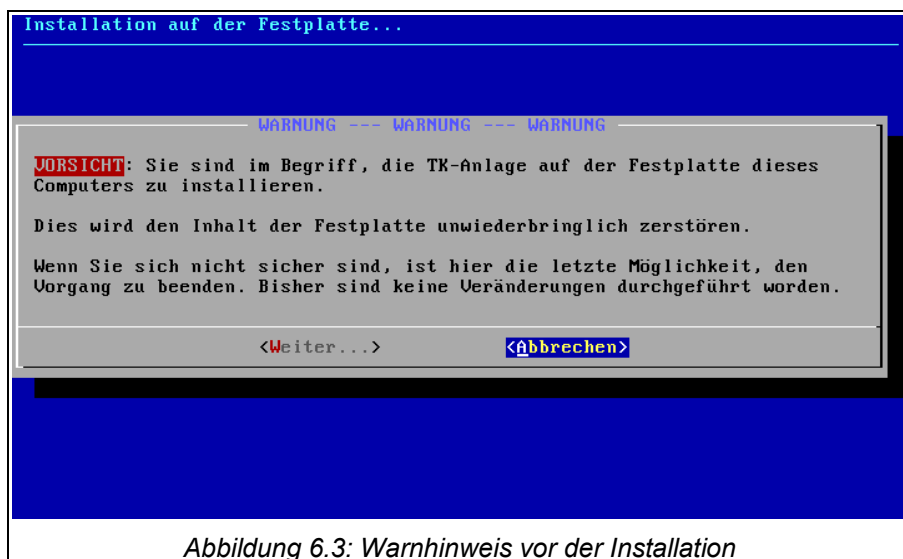 Installation auf der Festplatte...
WARNUNG --- WARNUNG --- WARNUNG
VORSICHT: Sie sind im Begriff, die TK-Anlage auf der Festplatte dieses
Computers zu installieren.
Dies wird den Inhalt der Festplatte unwiederbringlich zerstören.
Wenn Sie sich nicht sicher sind, ist hier die letzte Möglichkeit, den
Vorgang zu beenden. Bisher sind keine Veränderungen durchgeführt worden.
<Weiter...> <Abbrechen>
Abbildung 6.3: Warnhinweis vor der Installation